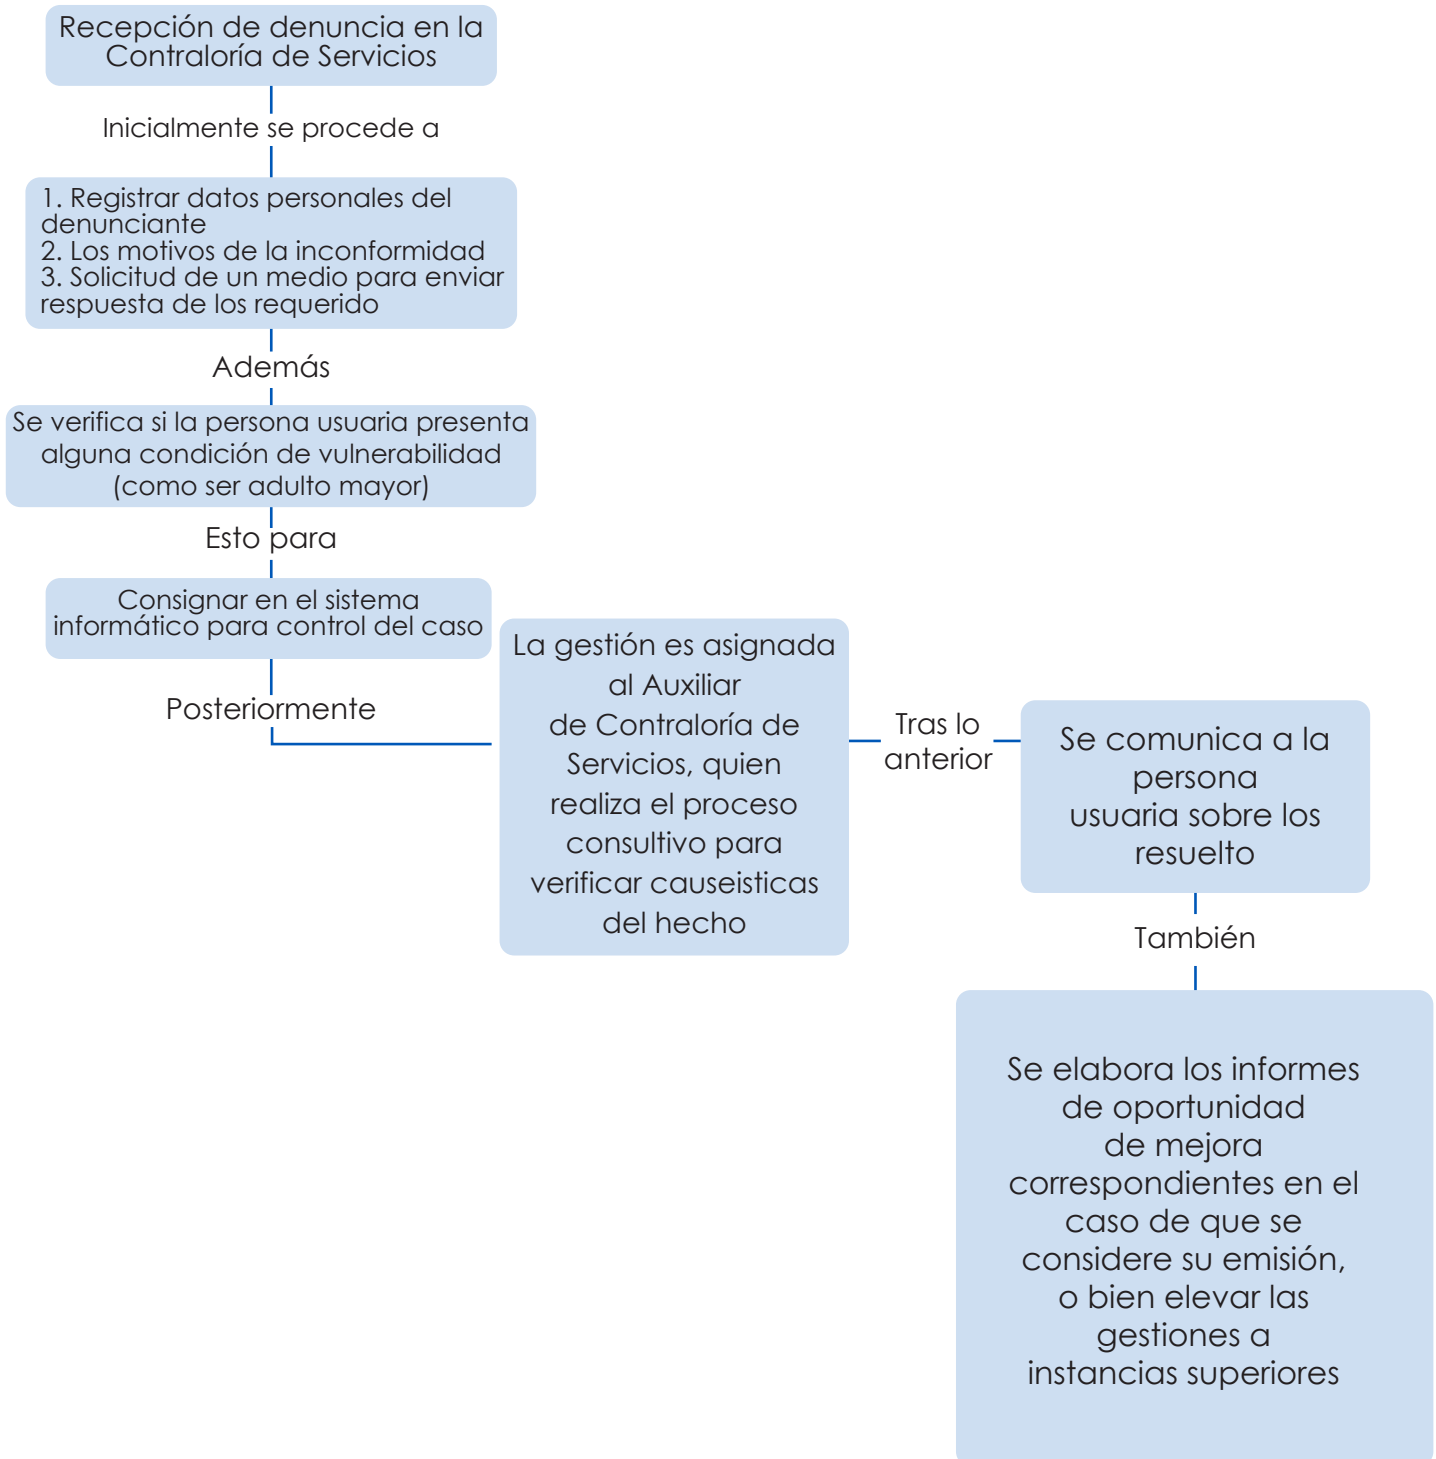 Recepción de denuncia en la
Contraloría de Servicios
Inicialmente se procede a
1. Registrar datos personales del
denunciante
2. Los motivos de la inconformidad
3. Solicitud de un medio para enviar
respuesta de los requerido
Además
Se verifica si la persona usuaria presenta
alguna condición de vulnerabilidad
(como ser adulto mayor)
Esto para
Consignar en el sistema
informático para control del caso
Posteriormente
La gestión es asignada
al Auxiliar
de Contraloría de
Servicios, quien
realiza el proceso
consultivo para
verificar causeisticas
del hecho
Tras lo
anterior
Se comunica a la
persona
usuaria sobre los
resuelto
También
Se elabora los informes
de oportunidad
de mejora
correspondientes en el
caso de que se
considere su emisión,
o bien elevar las
gestiones a
instancias superiores